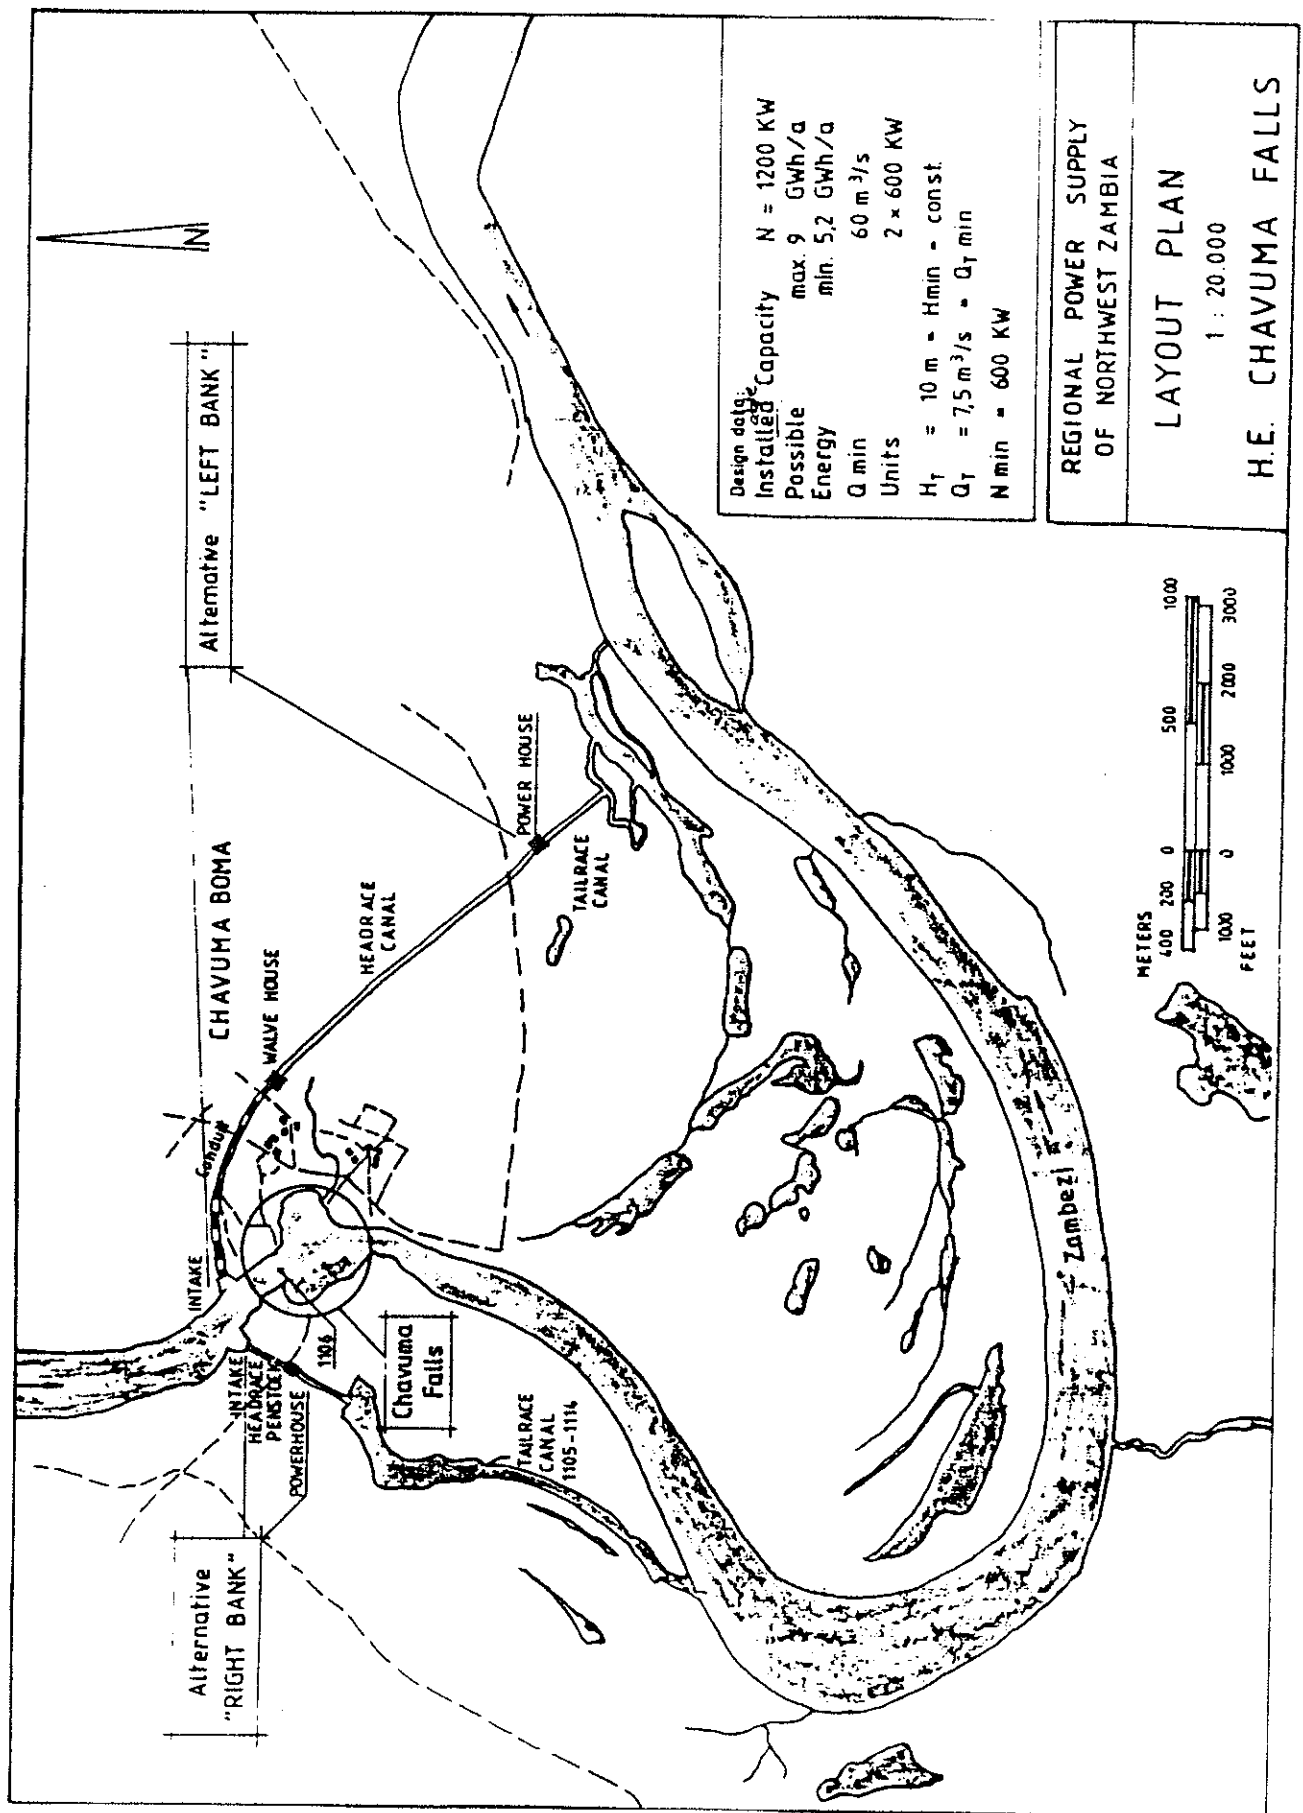 Alternative
"RIGHT BANK"
INTAKE
HEADRACE
PENSTOCK
POWERHOUSE
1106
Chavuma
Falls
TAILRACE
CANAL
1105-1114
INTAKE
Conduit
CHAVUMA BOMA
WALVE HOUSE
HEADRACE
CANAL
POWER HOUSE
TAILRACE
CANAL
Alternative "LEFT BANK"
N
Zambezi
METERS
400 200 0 500 1000
1000 0 1000 2000 3000
FEET
Design data:
Installed Capacity N = 1200 KW
Possible max. 9 GWh/a
Energy min. 5,2 GWh/a
Q min 60 m³/s
Units 2 x 600 KW
H_T = 10 m = Hmin = const.
Q_T = 7,5 m³/s = Q_T min
N min = 600 KW
REGIONAL POWER SUPPLY
OF NORTHWEST ZAMBIA
LAYOUT PLAN
1 : 20.000
H.E. CHAVUMA FALLS